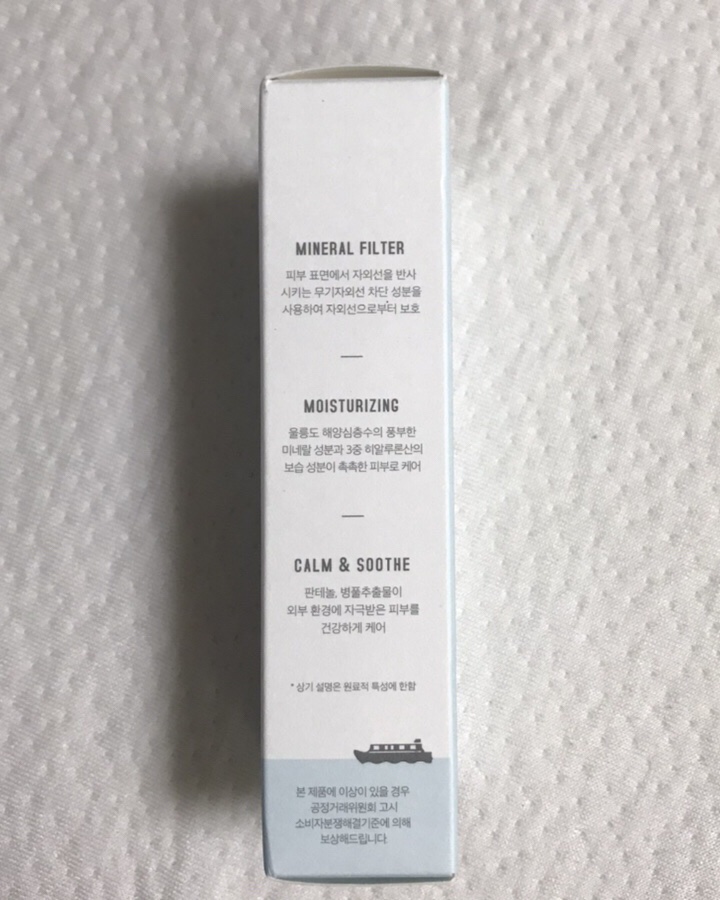 MINERAL FILTER
피부 표면에서 자외선을 반사
시키는 무기자외선 차단 성분을
사용하여 자외선으로부터 보호
MOISTURIZING
울릉도 해양심층수의 풍부한
미네랄 성분과 3중 히알루론산의
보습 성분이 촉촉한 피부로 케어
CALM & SOOTHE
판테놀, 병풀추출물이
외부 환경에 자극받은 피부를
건강하게 케어
* 상기 설명은 원료적 특성에 한함
본 제품에 이상이 있을 경우
공정거래위원회 고시
소비자분쟁해결기준에 의해
보상해드립니다.